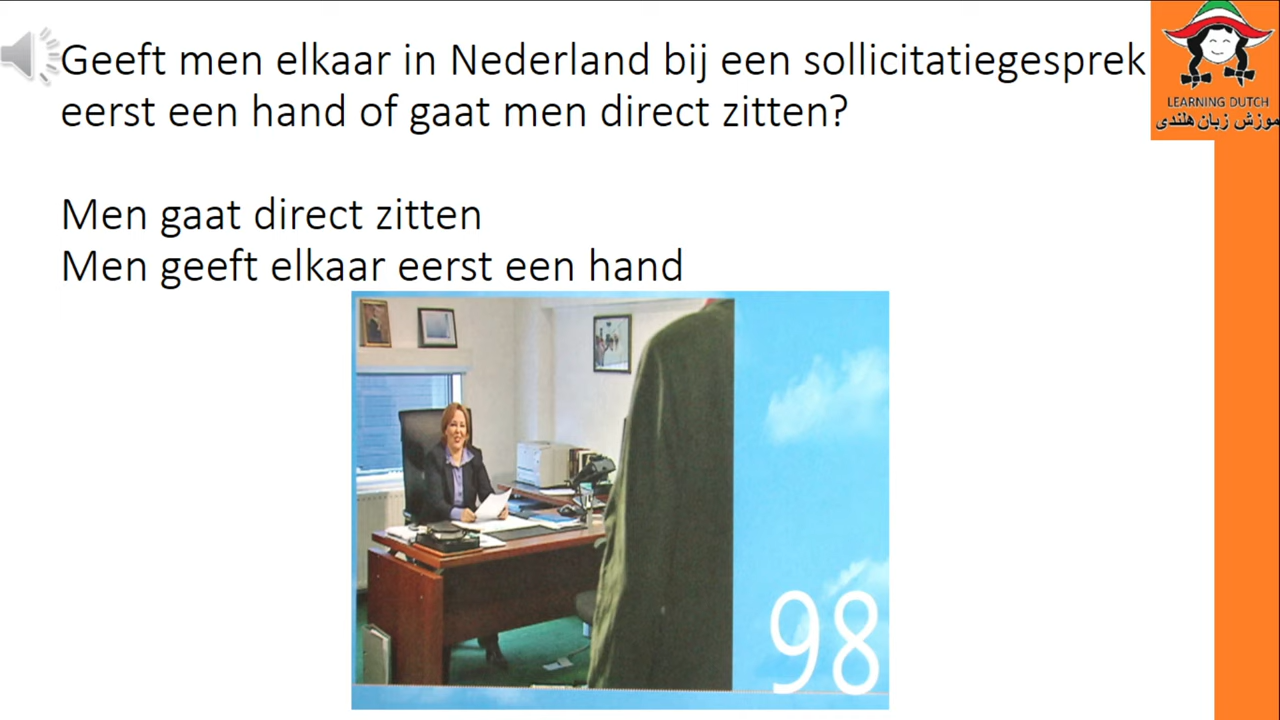 Geeft men elkaar in Nederland bij een sollicitatiegesprek
eerst een hand of gaat men direct zitten?
Men gaat direct zitten
Men geeft elkaar eerst een hand
LEARNING DUTCH
موزش زبان هلندی
98